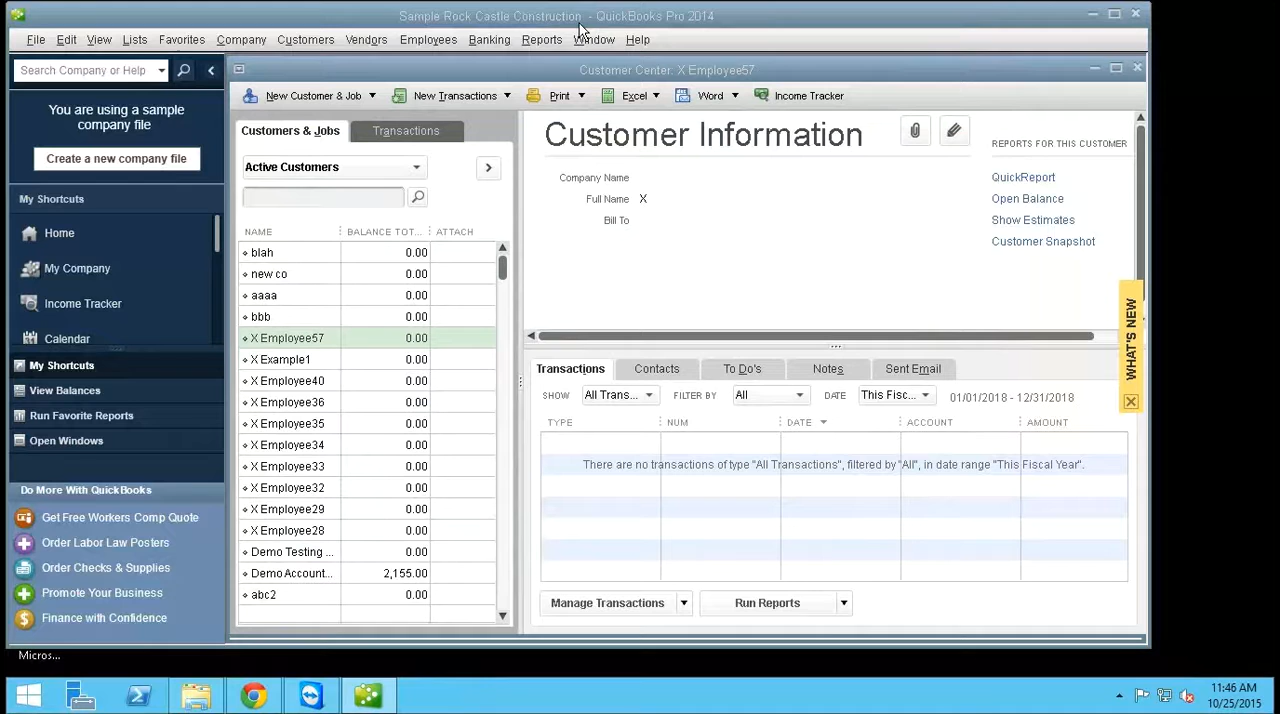 Sample Rock Castle Construction - QuickBooks Pro 2014
File Edit View Lists Favorites Company Customers Vendors Employees Banking Reports Window Help
Search Company or Help
You are using a sample
company file
Create a new company file
My Shortcuts
Home
My Company
Income Tracker
Calendar
My Shortcuts
View Balances
Run Favorite Reports
Open Windows
Do More With QuickBooks
Get Free Workers Comp Quote
Order Labor Law Posters
Order Checks & Supplies
Promote Your Business
Finance with Confidence
Customer Center: X Employee57
New Customer & Job New Transactions Print Excel Word Income Tracker
Customers & Jobs Transactions
Active Customers
NAME BALANCE TOT... ATTACH
blah 0.00
new co 0.00
aaaa 0.00
bbb 0.00
X Employee57 0.00
X Example1 0.00
X Employee40 0.00
X Employee36 0.00
X Employee35 0.00
X Employee34 0.00
X Employee33 0.00
X Employee32 0.00
X Employee29 0.00
X Employee28 0.00
Demo Testing ... 0.00
Demo Account... 2,155.00
abc2 0.00
Customer Information
Company Name
Full Name X
Bill To
REPORTS FOR THIS CUSTOMER
QuickReport
Open Balance
Show Estimates
Customer Snapshot
WHAT'S NEW
Transactions Contacts To Do's Notes Sent Email
SHOW All Trans... FILTER BY All DATE This Fisc... 01/01/2018 - 12/31/2018
TYPE NUM DATE ACCOUNT AMOUNT
There are no transactions of type "All Transactions", filtered by "All", in date range "This Fiscal Year".
Manage Transactions Run Reports
Micros...
11:46 AM
10/25/2015